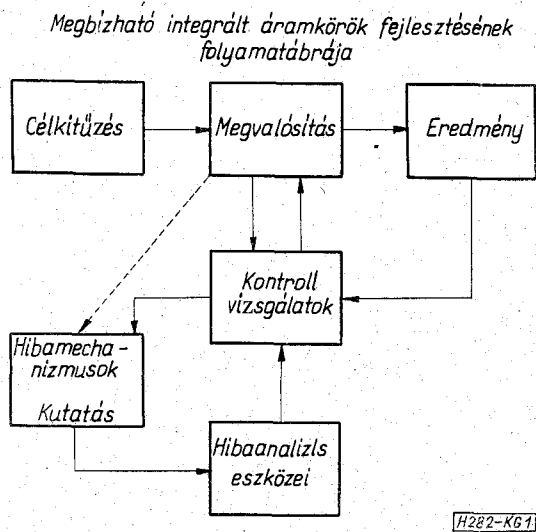 Megbízható integrált áramkörök fejlesztésének
folyamatábrája
Célkitűzés
Megvalósítás
Eredmény
Kontroll
vizsgálatok
Hibamecha-
nizmusok
Kutatás
Hibaanalízis
eszközei
H282-KG1